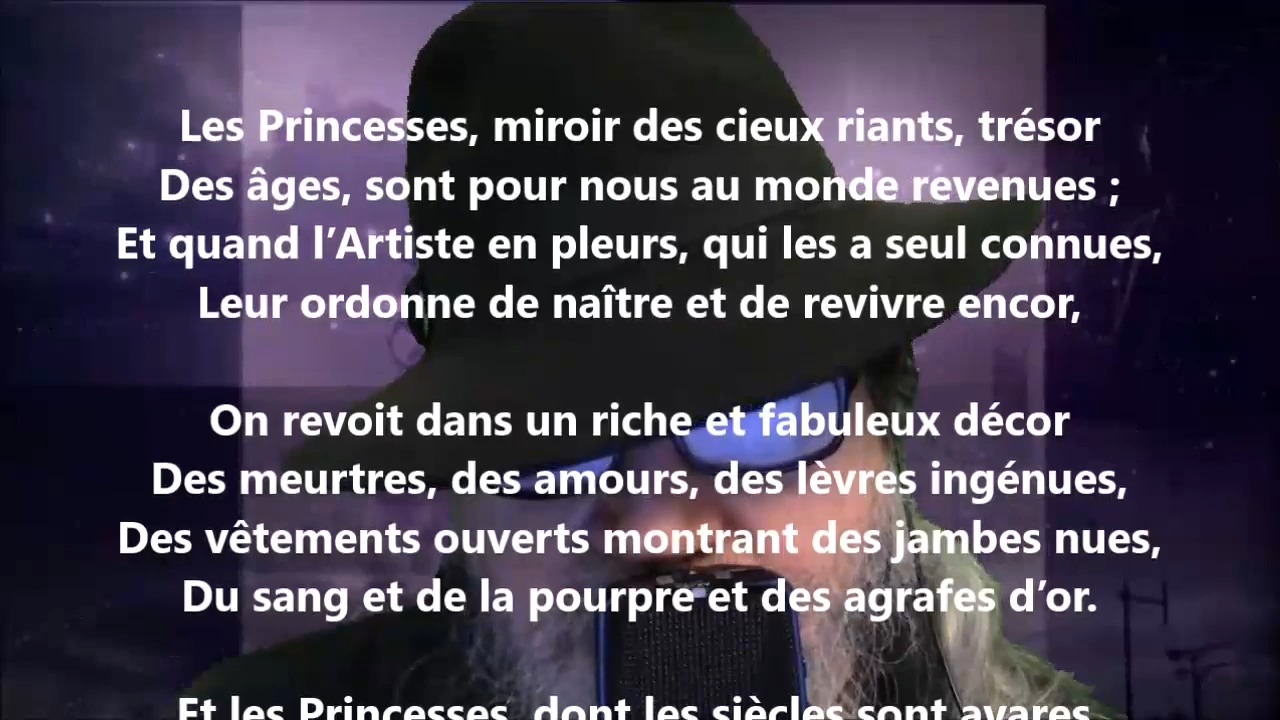 Les Princesses, miroir des cieux riants, trésor
Des âges, sont pour nous au monde revenues ;
Et quand l’Artiste en pleurs, qui les a seul connues,
Leur ordonne de naître et de revivre encor,
On revoit dans un riche et fabuleux décor
Des meurtres, des amours, des lèvres ingénues,
Des vêtements ouverts montrant des jambes nues,
Du sang et de la pourpre et des agrafes d’or.
Et les Princesses, dont les siècles sont avares